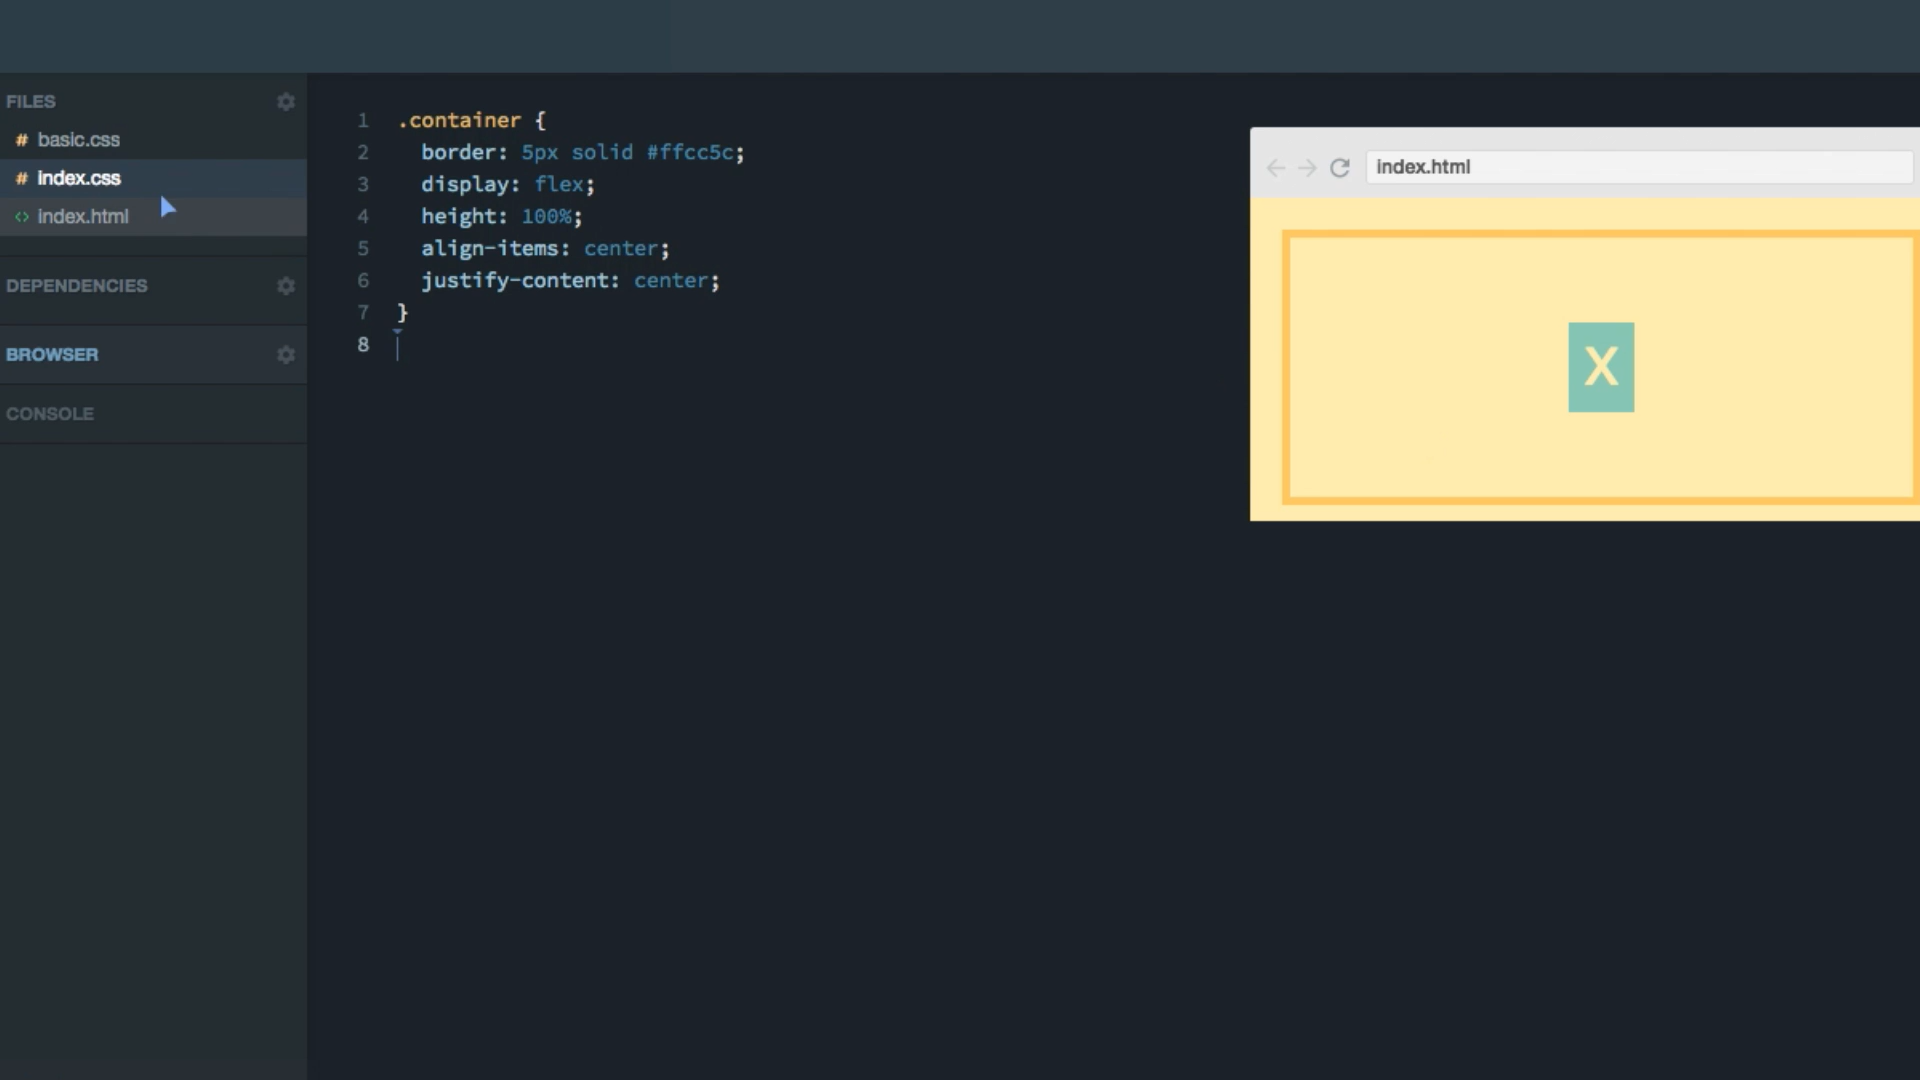 FILES
# basic.css
# index.css
<> index.html
DEPENDENCIES
BROWSER
CONSOLE
1 .container {
2 border: 5px solid #ffcc5c;
3 display: flex;
4 height: 100%;
5 align-items: center;
6 justify-content: center;
7 }
8
index.html
X